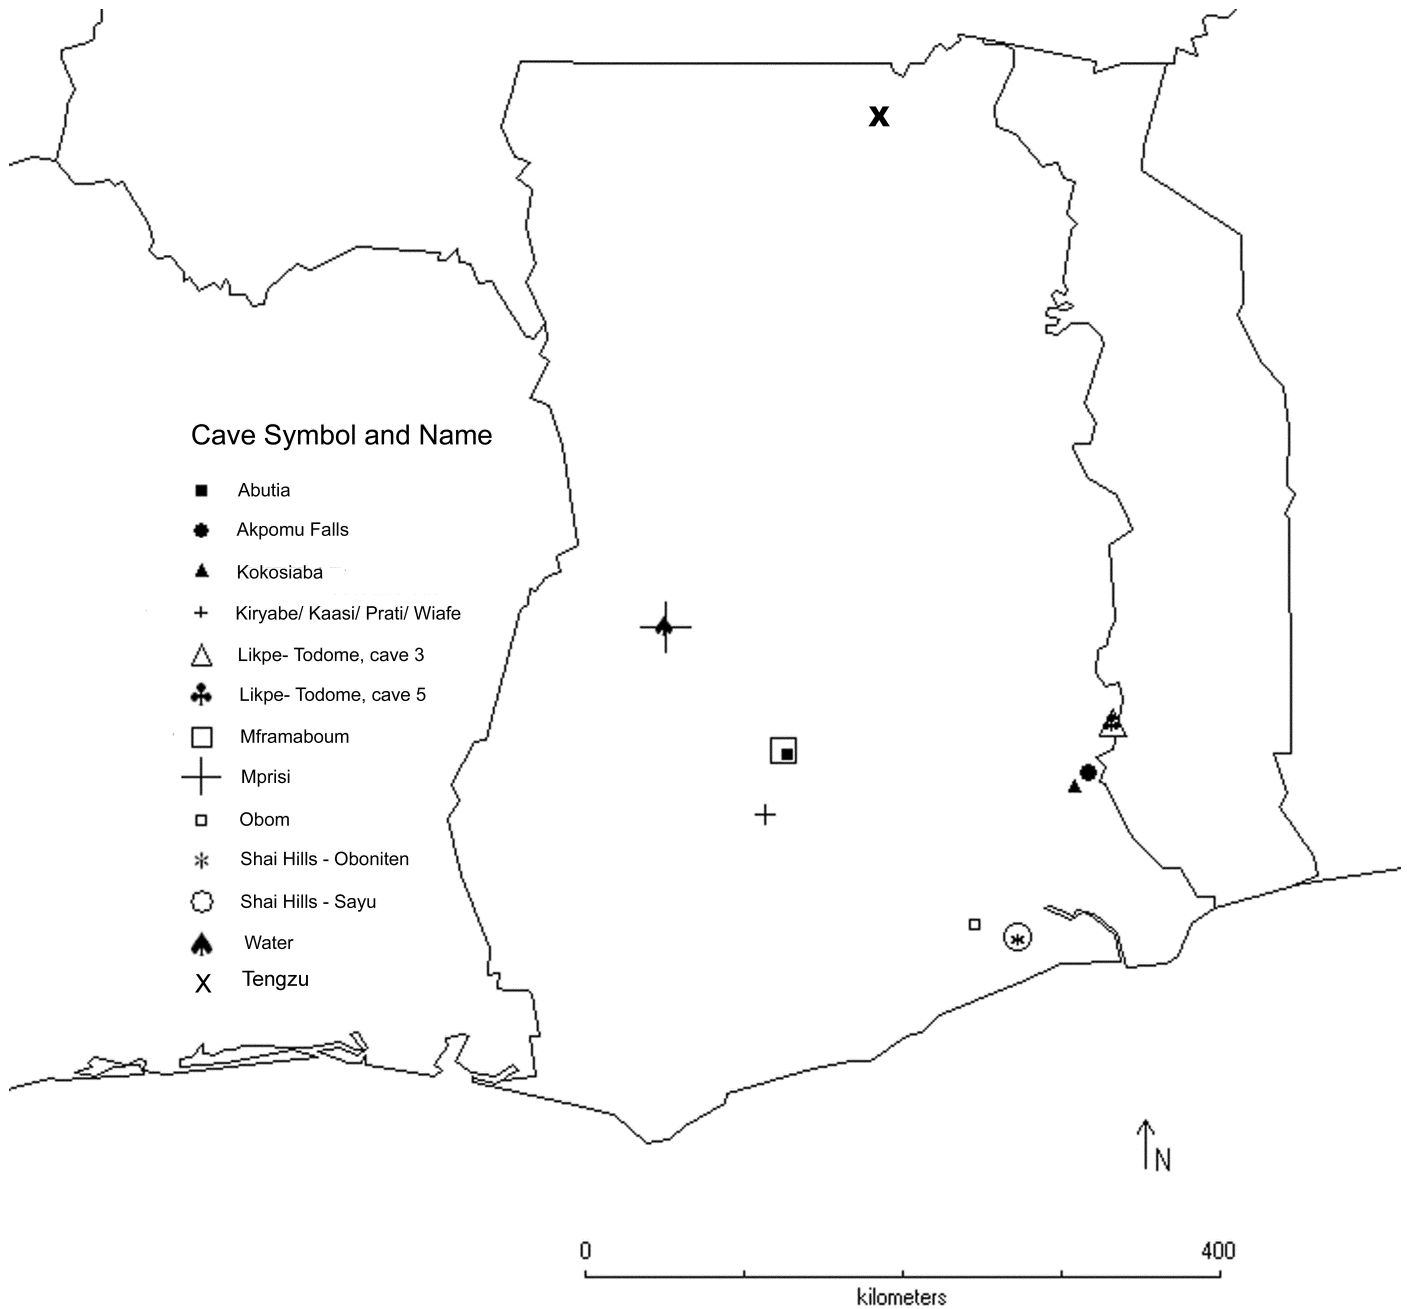 Cave Symbol and Name
Abutia
Akpomu Falls
Kokosiaba
Kiryabe/ Kaasi/ Prati/ Wiafe
Likpe- Todome, cave 3
Likpe- Todome, cave 5
Mframaboum
Mprisi
Obom
Shai Hills - Oboniten
Shai Hills - Sayu
Water
X Tengzu
X
N
0 400
kilometers